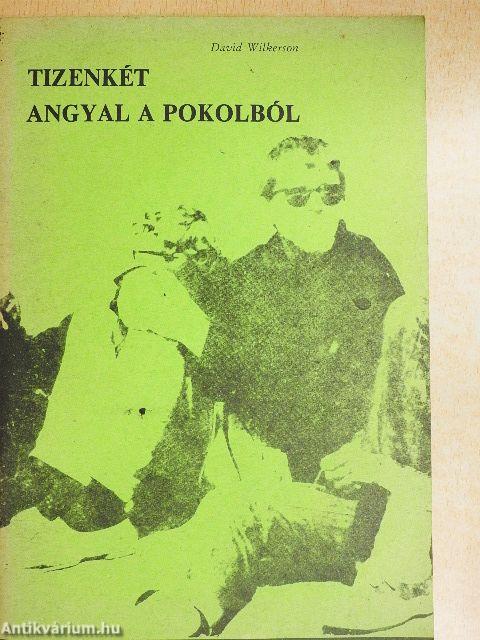 David Wilkerson
TIZENKÉT
ANGYAL A POKOLBÓL
Antikvárium.hu